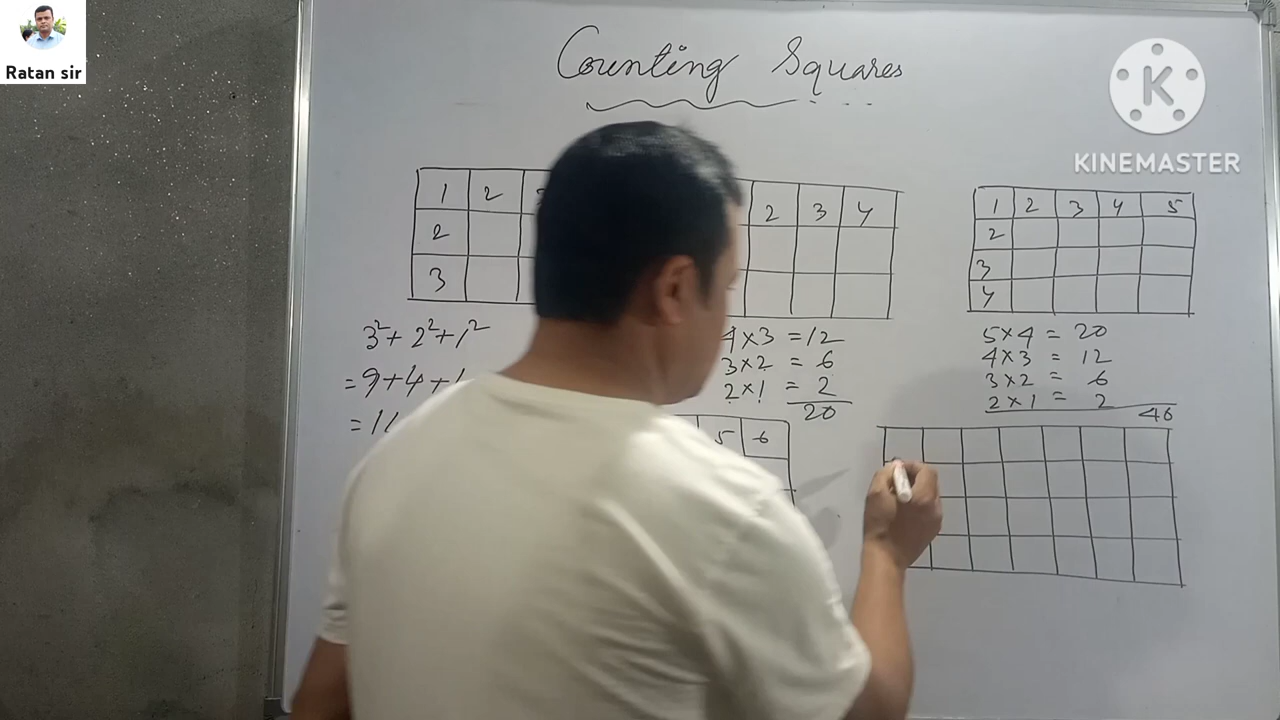 Ratan sir
Counting Squares
KINEMASTER
1 2
2
3
2 3 4
1 2 3 4 5
2
3
4
3²+ 2²+1²
= 9+4+
=
4×3 = 12
3×2 = 6
2×1 = 2
20
5×4 = 20
4×3 = 12
3×2 = 6
2×1 = 2
40
5 6